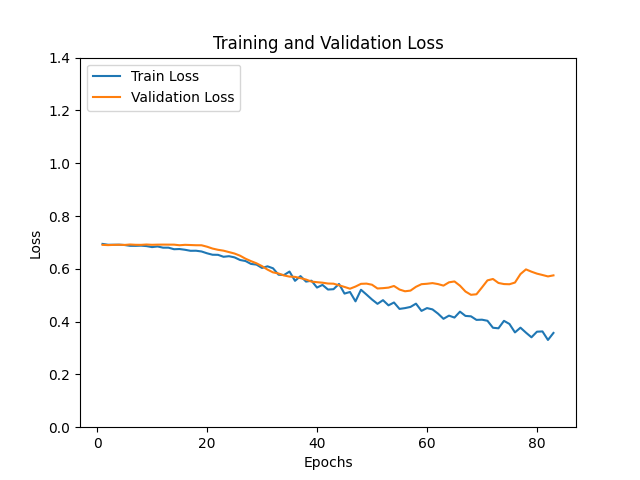 Training and Validation Loss
Train Loss
Validation Loss
Loss
1.4
1.2
1.0
0.8
0.6
0.4
0.2
0.0
0 20 40 60 80
Epochs